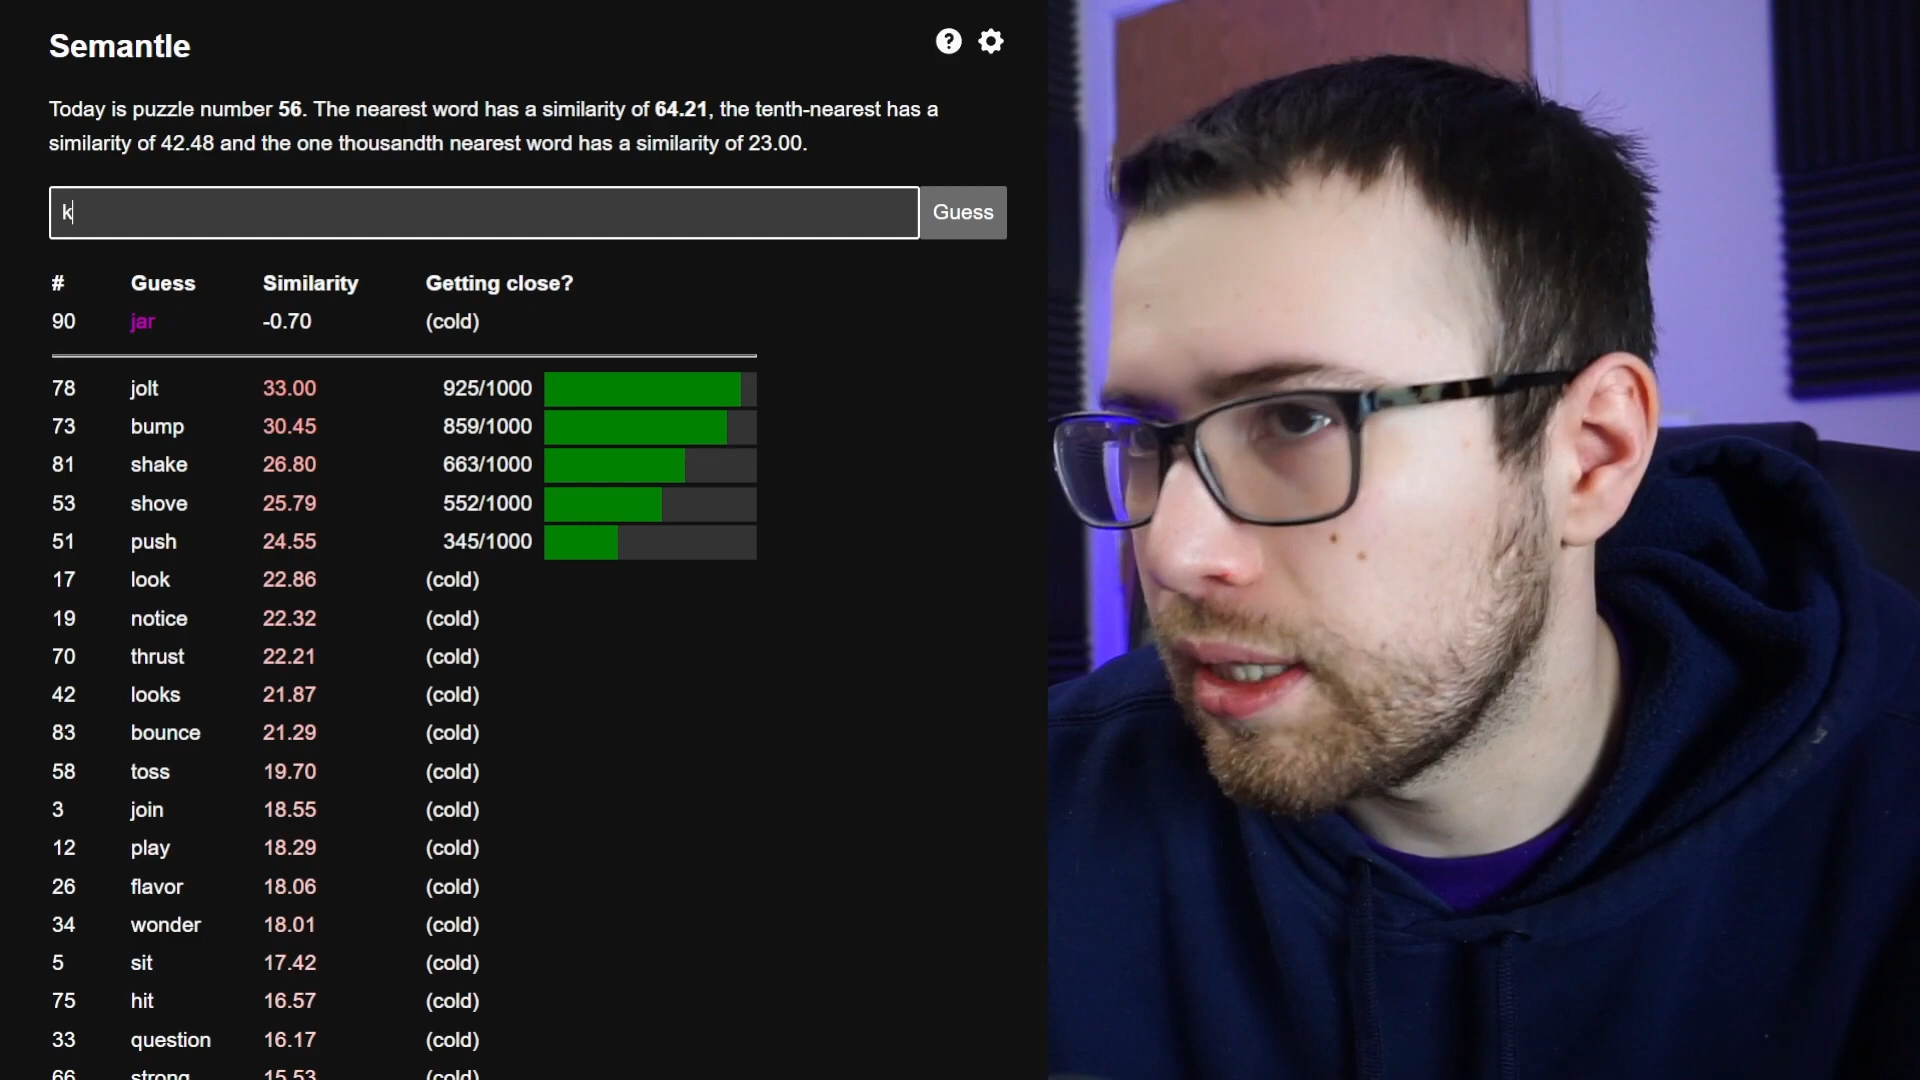 Semantle
Today is puzzle number 56. The nearest word has a similarity of 64.21, the tenth-nearest has a
similarity of 42.48 and the one thousandth nearest word has a similarity of 23.00.
k Guess
# Guess Similarity Getting close?
90 jar -0.70 (cold)
78 jolt 33.00 925/1000
73 bump 30.45 859/1000
81 shake 26.80 663/1000
53 shove 25.79 552/1000
51 push 24.55 345/1000
17 look 22.86 (cold)
19 notice 22.32 (cold)
70 thrust 22.21 (cold)
42 looks 21.87 (cold)
83 bounce 21.29 (cold)
58 toss 19.70 (cold)
3 join 18.55 (cold)
12 play 18.29 (cold)
26 flavor 18.06 (cold)
34 wonder 18.01 (cold)
5 sit 17.42 (cold)
75 hit 16.57 (cold)
33 question 16.17 (cold)
66 strong 15.53 (cold)